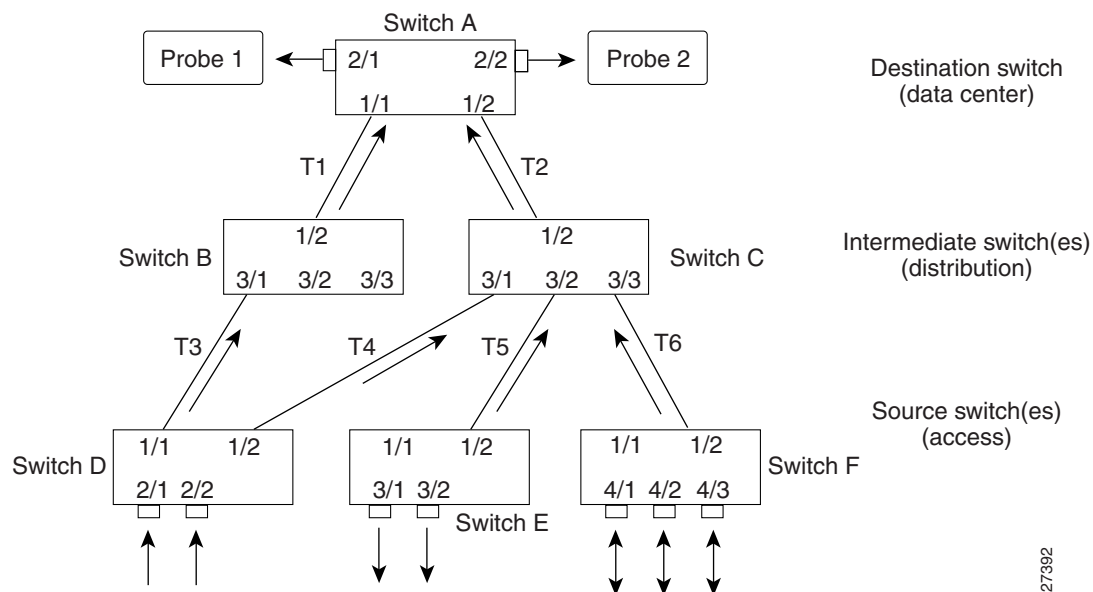 Switch A
Probe 1
2/1
2/2
Probe 2
1/1
1/2
Destination switch
(data center)
T1
T2
Switch B
1/2
3/1
3/2
3/3
1/2
3/1
3/2
3/3
Switch C
Intermediate switch(es)
(distribution)
T3
T4
T5
T6
Source switch(es)
(access)
Switch D
1/1
1/2
2/1
2/2
1/1
1/2
3/1
3/2
Switch E
1/1
1/2
4/1
4/2
4/3
Switch F
27392